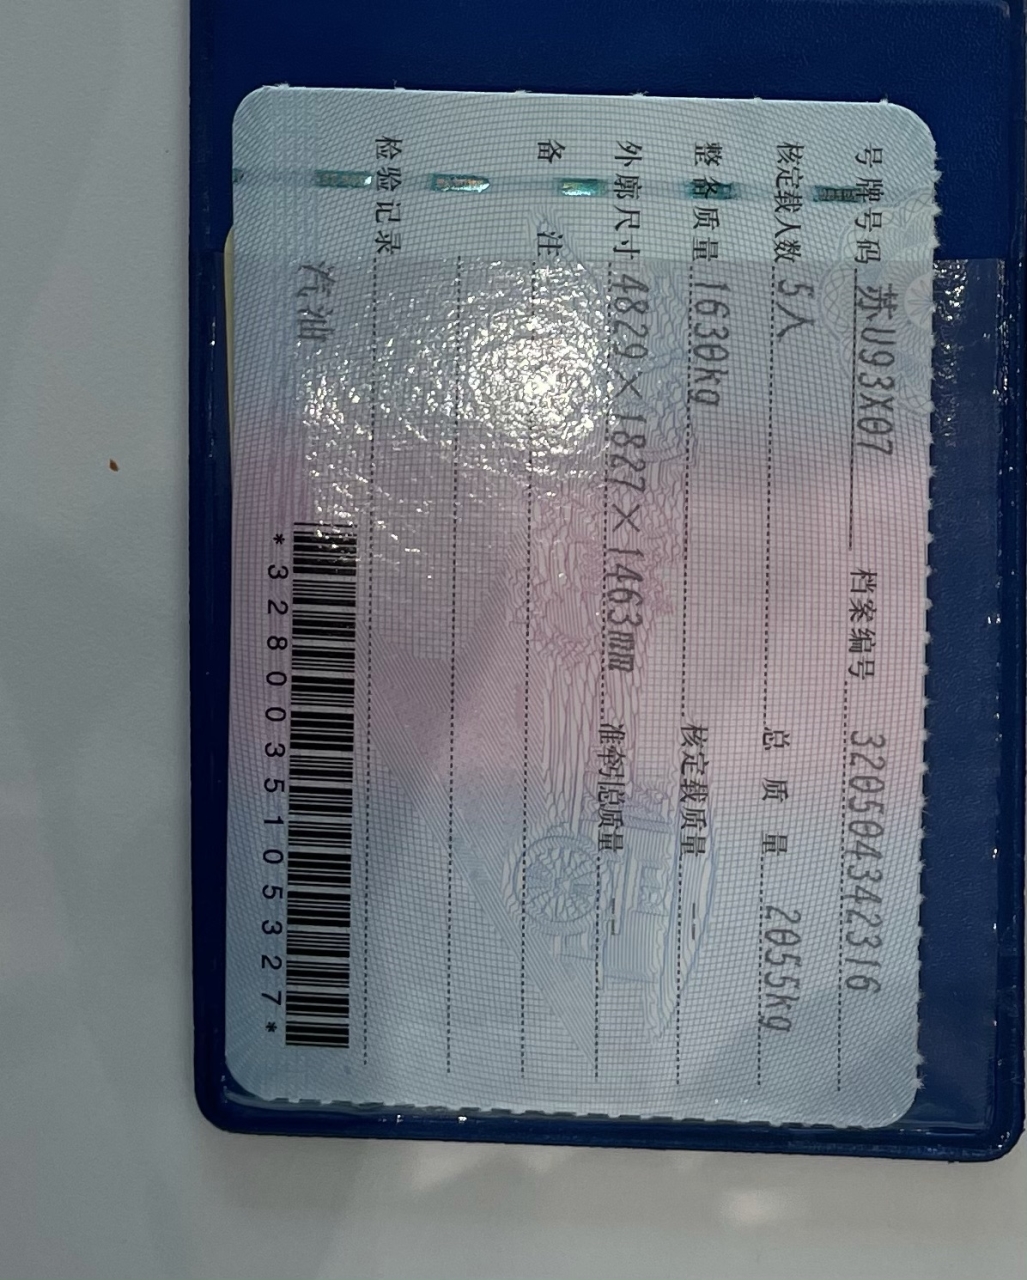 号牌号码 苏U93X07 档案编号 320504342316
核定载人数 5人 总质量 2055kg
整备质量 1630kg 核定载质量 --
外廓尺寸 4829×1827×1463mm 准牵引总质量 --
备注
检验记录
汽油
*3280035105327*